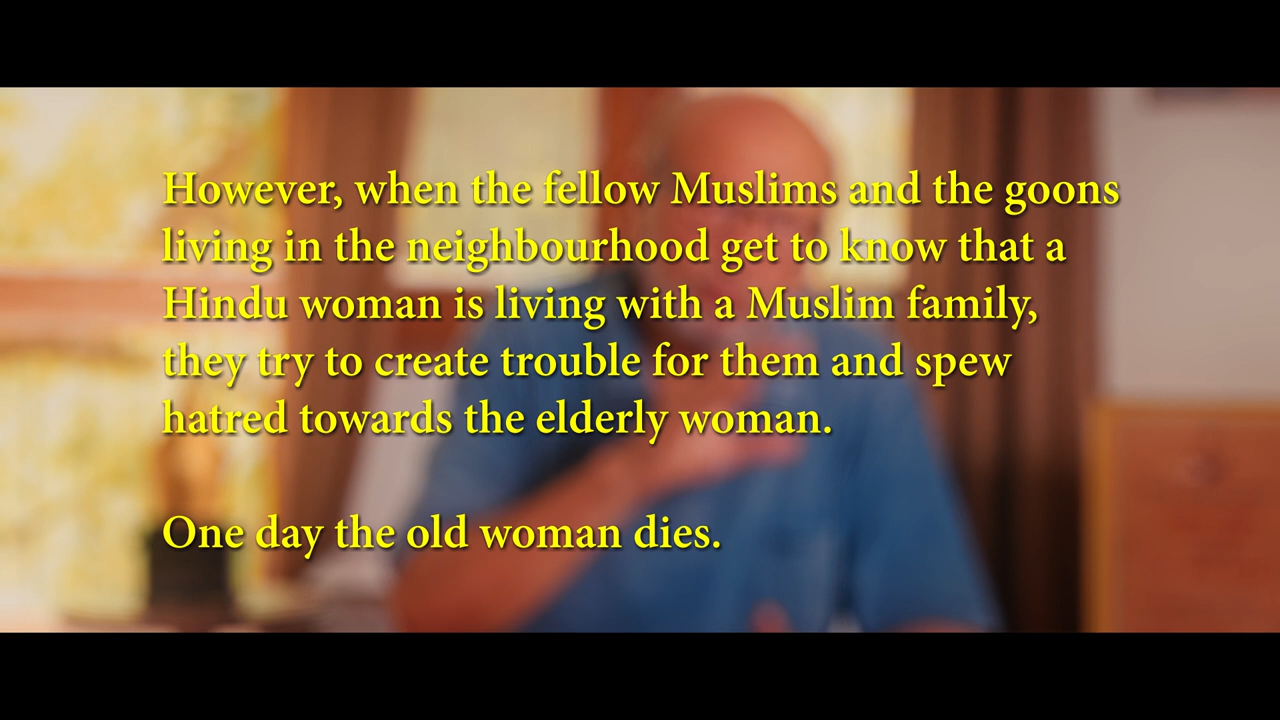 However, when the fellow Muslims and the goons
living in the neighbourhood get to know that a
Hindu woman is living with a Muslim family,
they try to create trouble for them and spew
hatred towards the elderly woman.
One day the old woman dies.